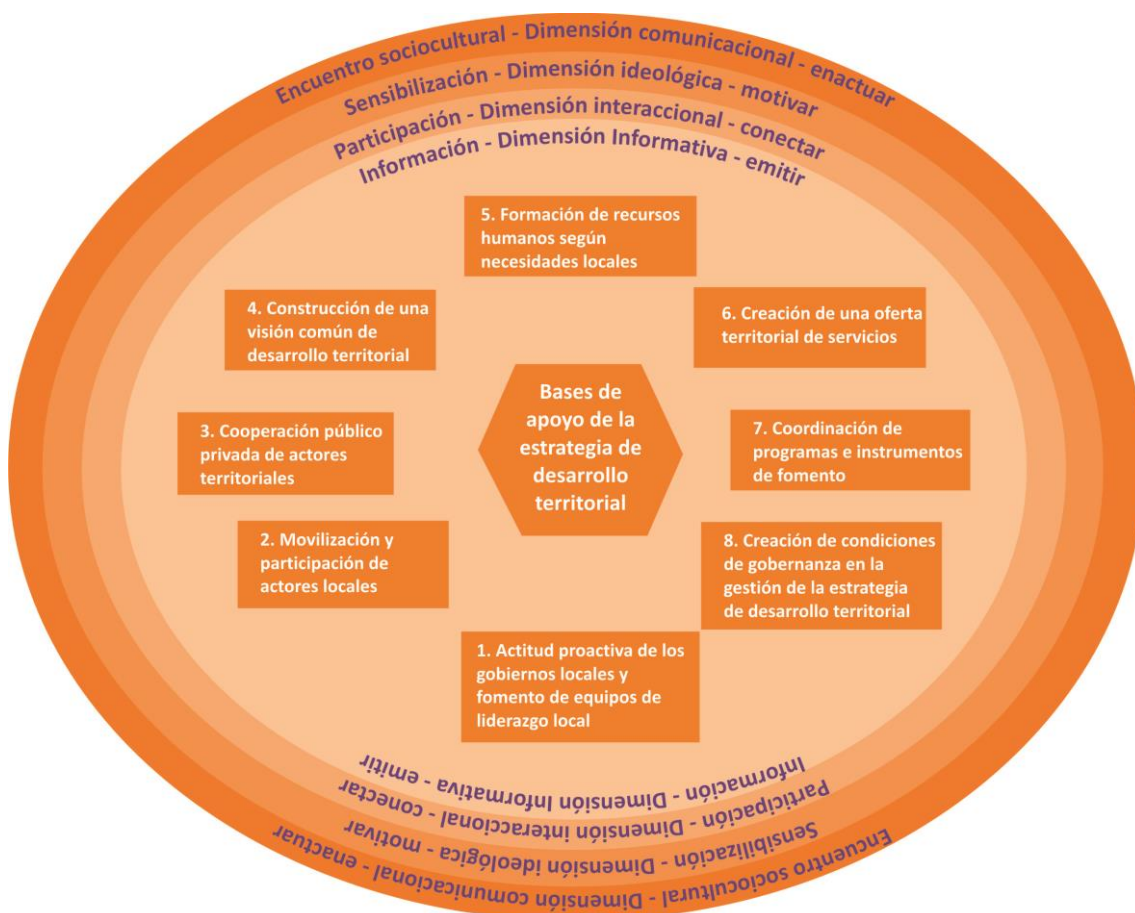 Encuentro sociocultural - Dimensión comunicacional - enactuar
Sensibilización - Dimensión ideológica - motivar
Participación - Dimensión interaccional - conectar
Información - Dimensión Informativa - emitir
5. Formación de recursos
humanos según
necesidades locales
4. Construcción de una
visión común de
desarrollo territorial
6. Creación de una oferta
territorial de servicios
Bases de
apoyo de la
estrategia de
desarrollo
territorial
3. Cooperación público
privada de actores
territoriales
7. Coordinación de
programas e instrumentos
de fomento
2. Movilización y
participación de
actores locales
8. Creación de condiciones
de gobernanza en la
gestión de la estrategia
de desarrollo territorial
1. Actitud proactiva de los
gobiernos locales y
fomento de equipos de
liderazgo local
Información - Dimensión Informativa - emitir
Participación - Dimensión interaccional - conectar
Sensibilización - Dimensión ideológica - motivar
Encuentro sociocultural - Dimensión comunicacional - enactuar